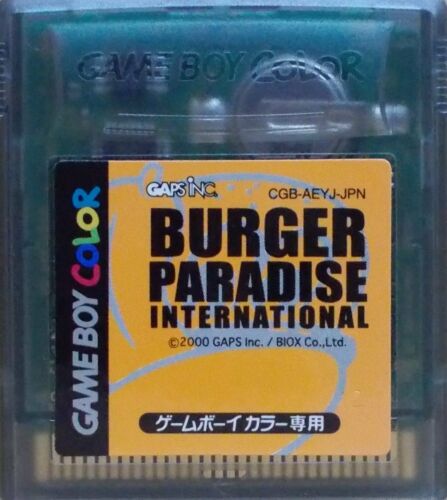 GAME BOY COLOR
GAPS INC.
CGB-AEYJ-JPN
BURGER
PARADISE
INTERNATIONAL
©2000 GAPS Inc. / BIOX Co.,Ltd.
GAME BOY COLOR
ゲームボーイカラー専用